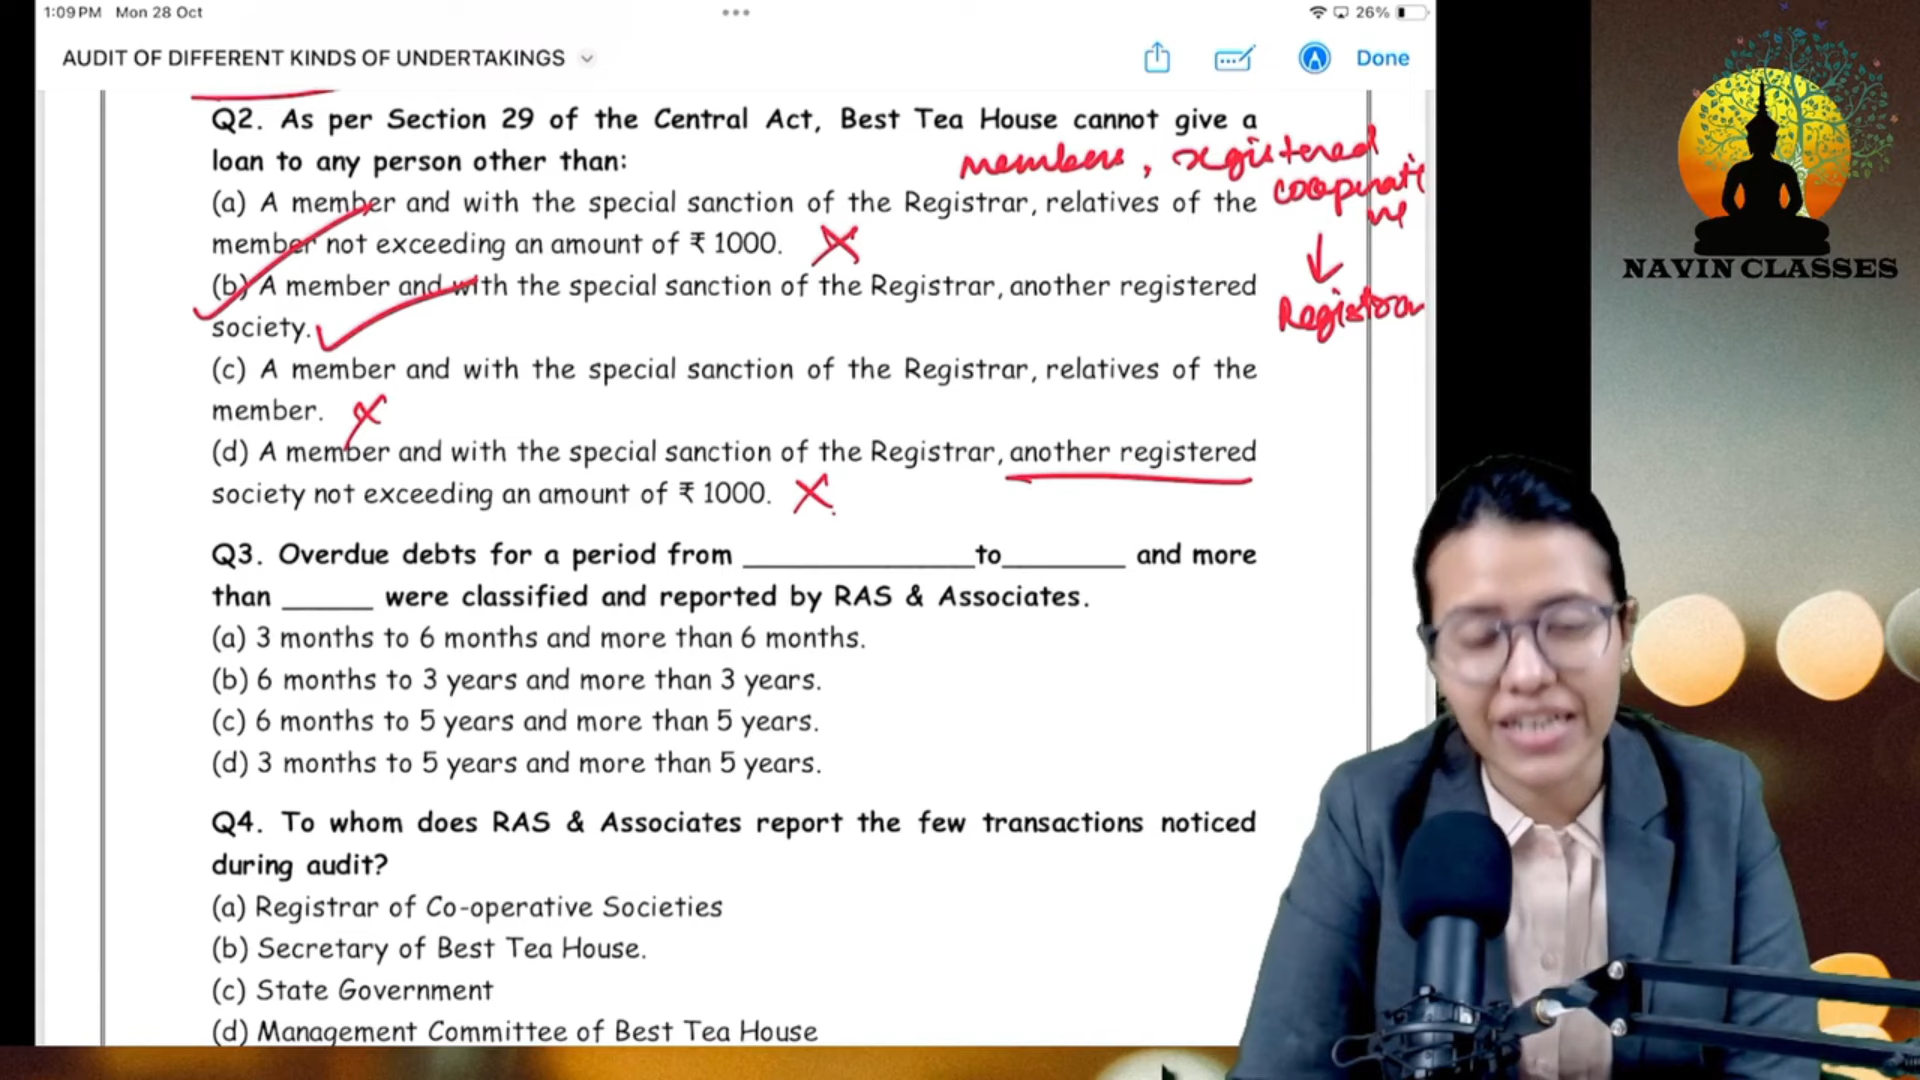 1:09 PM Mon 28 Oct
26%
AUDIT OF DIFFERENT KINDS OF UNDERTAKINGS
Done
Q2. As per Section 29 of the Central Act, Best Tea House cannot give a
loan to any person other than:
members, registered
cooperati
ve
↓
Registrar
(a) A member and with the special sanction of the Registrar, relatives of the
member not exceeding an amount of ₹ 1000.
(b) A member and with the special sanction of the Registrar, another registered
society.
(c) A member and with the special sanction of the Registrar, relatives of the
member.
(d) A member and with the special sanction of the Registrar, another registered
society not exceeding an amount of ₹ 1000.
Q3. Overdue debts for a period from ____________to_______ and more
than _____ were classified and reported by RAS & Associates.
(a) 3 months to 6 months and more than 6 months.
(b) 6 months to 3 years and more than 3 years.
(c) 6 months to 5 years and more than 5 years.
(d) 3 months to 5 years and more than 5 years.
Q4. To whom does RAS & Associates report the few transactions noticed
during audit?
(a) Registrar of Co-operative Societies
(b) Secretary of Best Tea House.
(c) State Government
(d) Management Committee of Best Tea House
NAVIN CLASSES